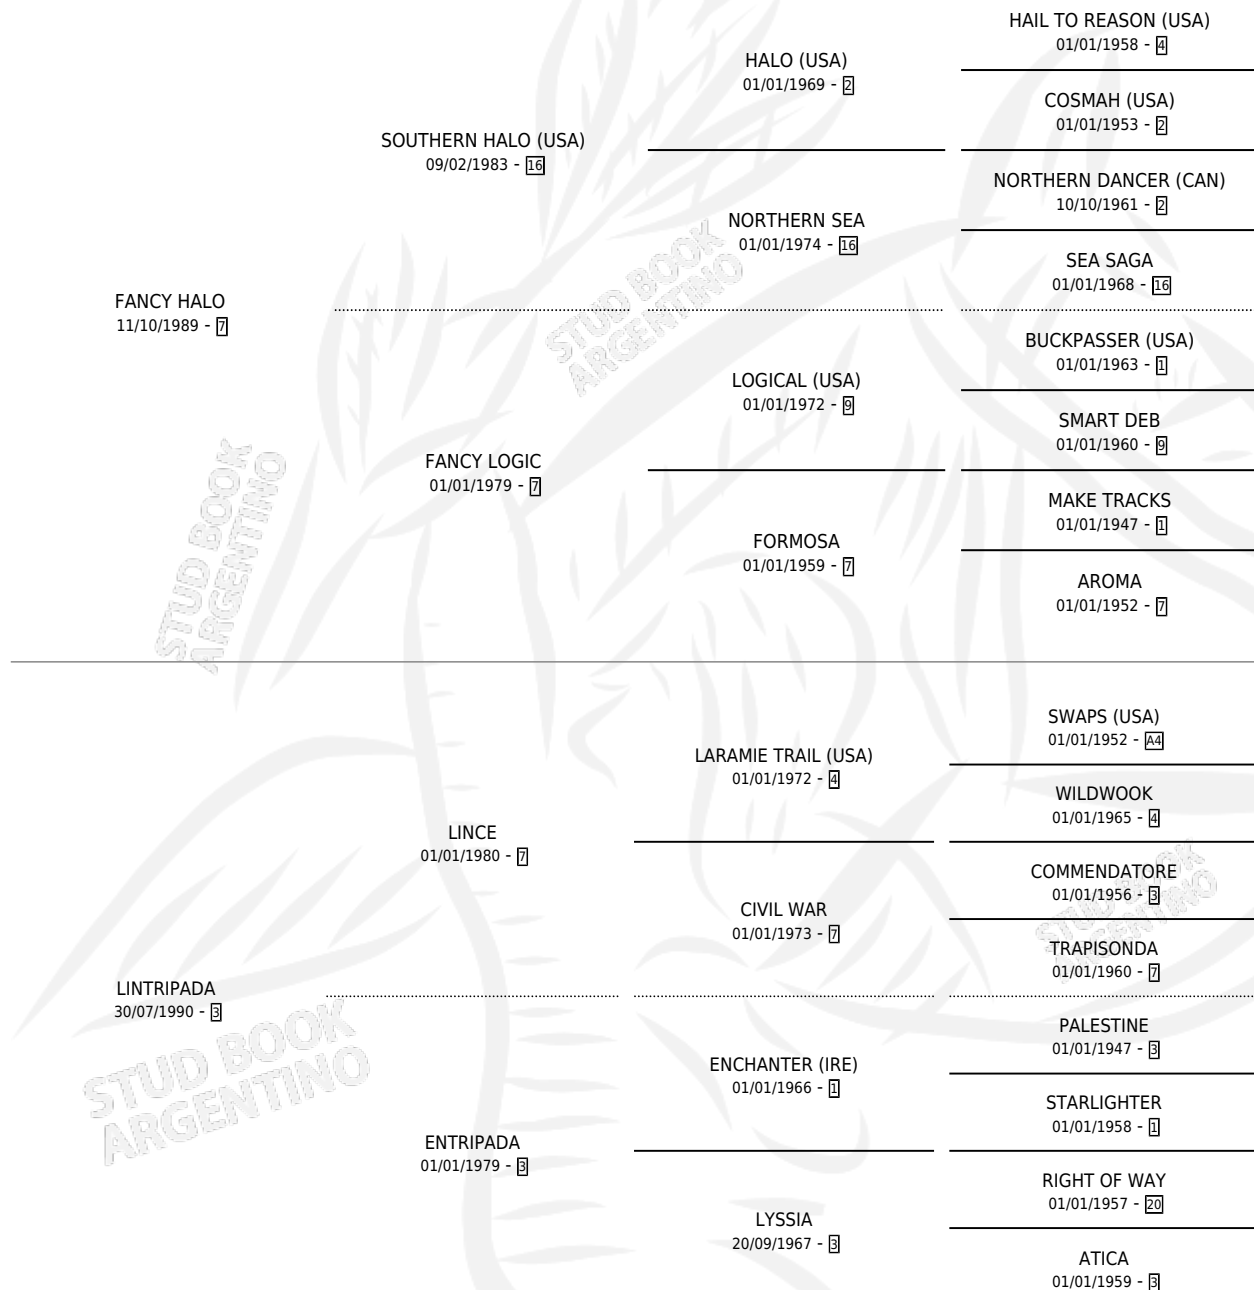 HAIL TO REASON (USA)
01/01/1958 - 4
HALO (USA)
01/01/1969 - 2
COSMAH (USA)
01/01/1953 - 2
SOUTHERN HALO (USA)
09/02/1983 - 16
NORTHERN DANCER (CAN)
10/10/1961 - 2
NORTHERN SEA
01/01/1974 - 16
SEA SAGA
01/01/1968 - 16
FANCY HALO
11/10/1989 - 7
BUCKPASSER (USA)
01/01/1963 - 1
LOGICAL (USA)
01/01/1972 - 9
SMART DEB
01/01/1960 - 9
FANCY LOGIC
01/01/1979 - 7
MAKE TRACKS
01/01/1947 - 1
FORMOSA
01/01/1959 - 7
AROMA
01/01/1952 - 7
SWAPS (USA)
01/01/1952 - A4
LARAMIE TRAIL (USA)
01/01/1972 - 4
WILDWOOK
01/01/1965 - 4
LINCE
01/01/1980 - 7
COMMENDATORE
01/01/1956 - 3
CIVIL WAR
01/01/1973 - 7
TRAPISONDA
01/01/1960 - 7
LINTRIPADA
30/07/1990 - 3
PALESTINE
01/01/1947 - 3
ENCHANTER (IRE)
01/01/1966 - 1
STARLIGHTER
01/01/1958 - 1
ENTRIPADA
01/01/1979 - 3
RIGHT OF WAY
01/01/1957 - 20
LYSSIA
20/09/1967 - 3
ATICA
01/01/1959 - 3
STUD BOOK
ARGENTINO
STUD BOOK
ARGENTINO
STUD BOOK
ARGENTINO
STUD BOOK
ARGENTINO